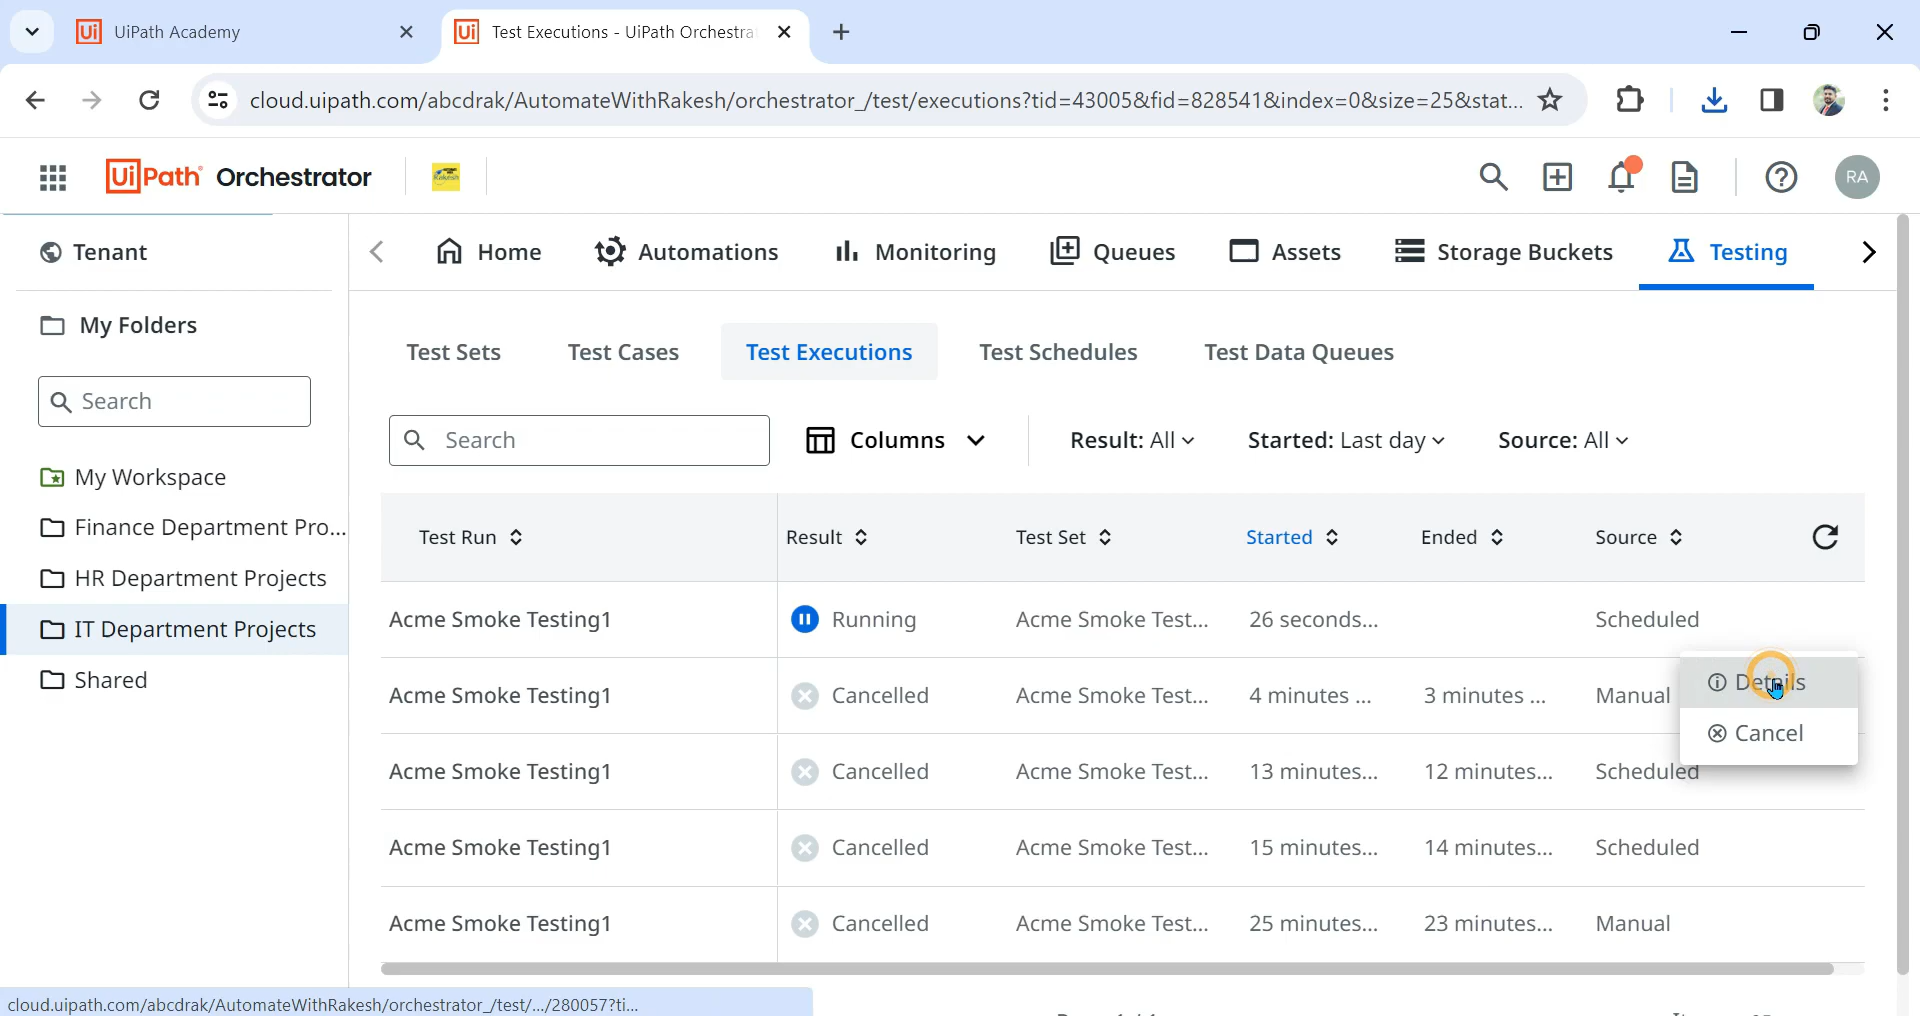 UiPath Academy
Test Executions - UiPath Orchestra
cloud.uipath.com/abcdrak/AutomateWithRakesh/orchestrator_/test/executions?tid=43005&fid=828541&index=0&size=25&stat...
UiPath Orchestrator
Rakesh
RA
Tenant
Home
Automations
Monitoring
Queues
Assets
Storage Buckets
Testing
My Folders
Search
My Workspace
Finance Department Pro...
HR Department Projects
IT Department Projects
Shared
Test Sets
Test Cases
Test Executions
Test Schedules
Test Data Queues
Search
Columns
Result: All
Started: Last day
Source: All
Test Run Result Test Set Started Ended Source
Acme Smoke Testing1 Running Acme Smoke Test... 26 seconds... Scheduled
Acme Smoke Testing1 Cancelled Acme Smoke Test... 4 minutes ... 3 minutes ... Manual
Acme Smoke Testing1 Cancelled Acme Smoke Test... 13 minutes... 12 minutes... Scheduled
Acme Smoke Testing1 Cancelled Acme Smoke Test... 15 minutes... 14 minutes... Scheduled
Acme Smoke Testing1 Cancelled Acme Smoke Test... 25 minutes... 23 minutes... Manual
Details
Cancel
cloud.uipath.com/abcdrak/AutomateWithRakesh/orchestrator_/test/.../280057?ti...